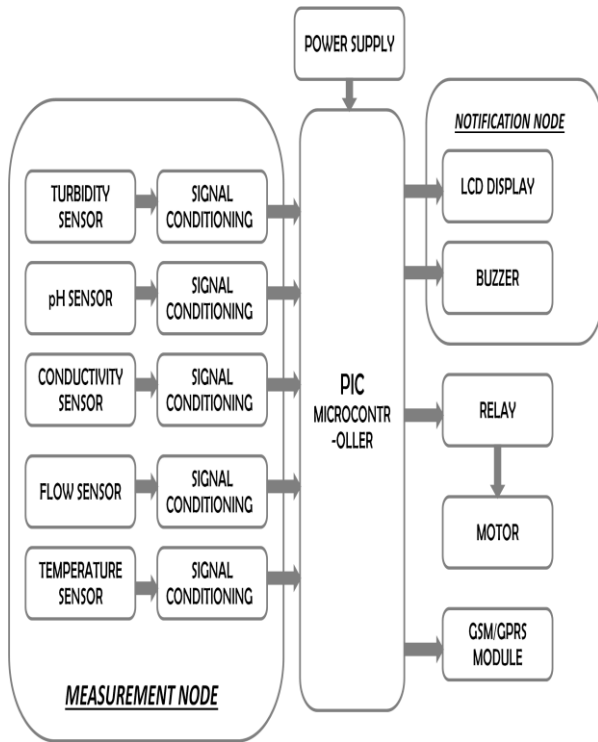 POWER SUPPLY
NOTIFICATION NODE
LCD DISPLAY
BUZZER
TURBIDITY
SENSOR
SIGNAL
CONDITIONING
pH SENSOR
SIGNAL
CONDITIONING
CONDUCTIVITY
SENSOR
SIGNAL
CONDITIONING
FLOW SENSOR
SIGNAL
CONDITIONING
TEMPERATURE
SENSOR
SIGNAL
CONDITIONING
MEASUREMENT NODE
PIC
MICROCONTR
-OLLER
RELAY
MOTOR
GSM/GPRS
MODULE